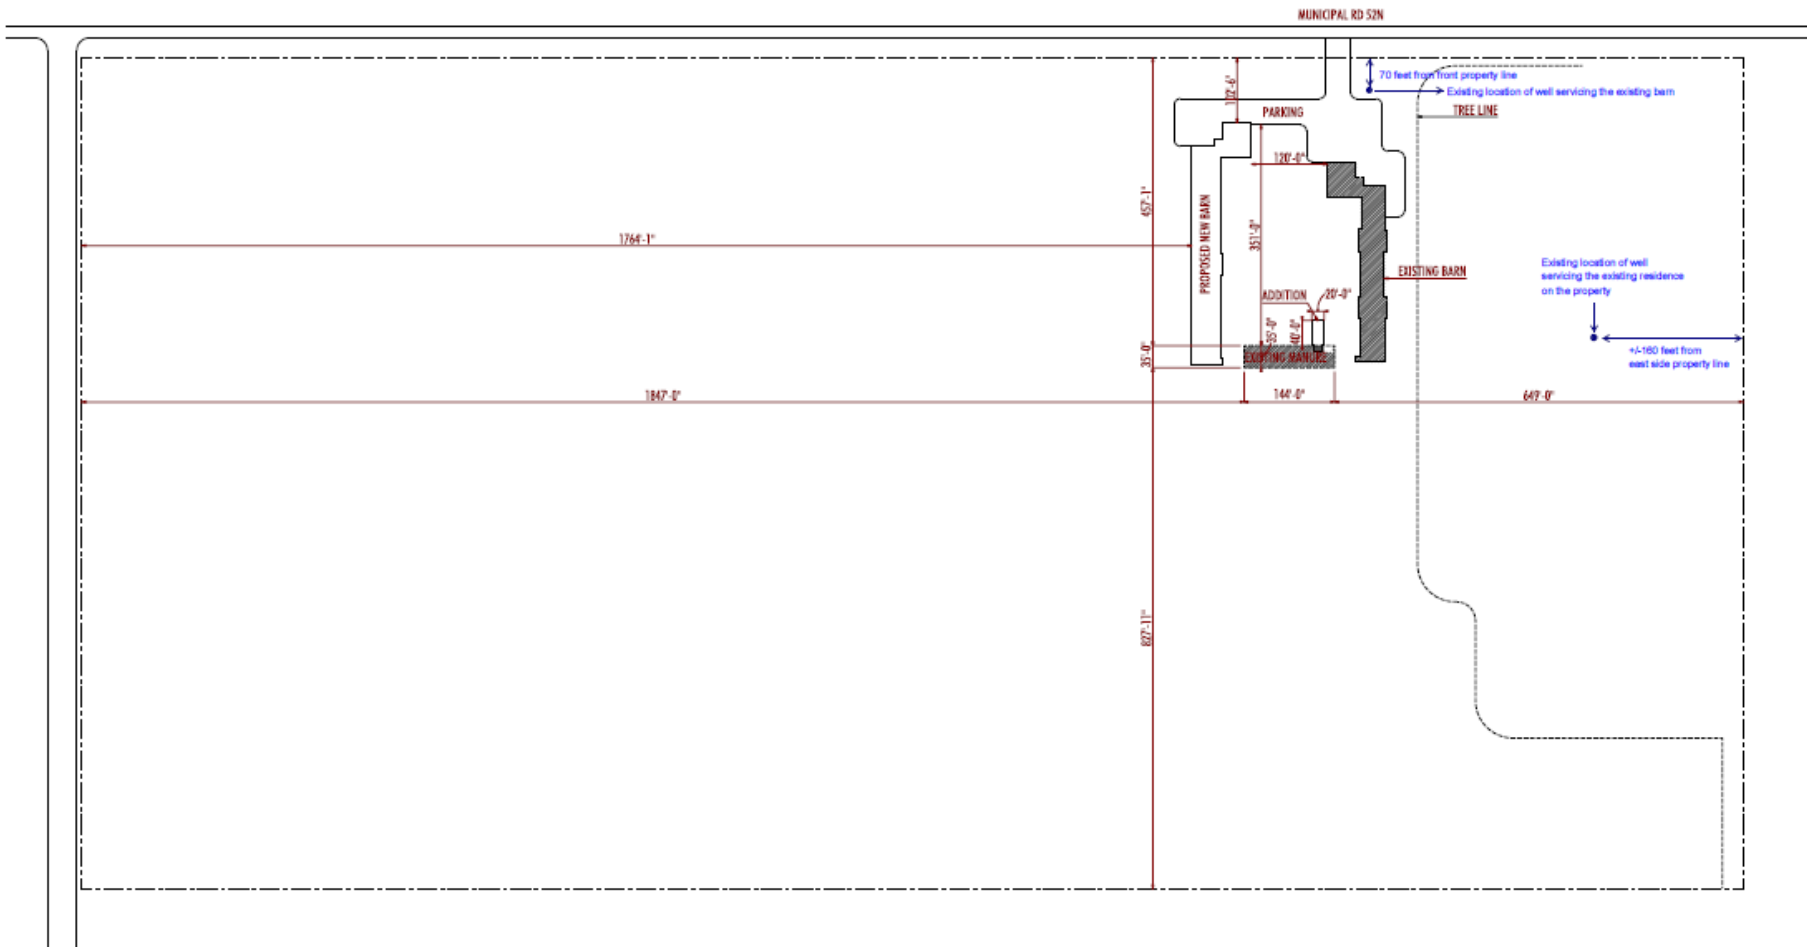 MUNICIPAL RD 52N
70 feet from front property line
Existing location of well servicing the existing barn
102'-6"
PARKING
TREE LINE
120'-0"
457'-1"
PROPOSED NEW BARN
351'-0"
1764'-1"
EXISTING BARN
Existing location of well
servicing the existing residence
on the property
ADDITION
20'-0"
35'-0"
40'-0"
35'-0"
EXISTING MANURE
+/-160 feet from
east side property line
1847'-0"
144'-0"
649'-0"
827'-11"